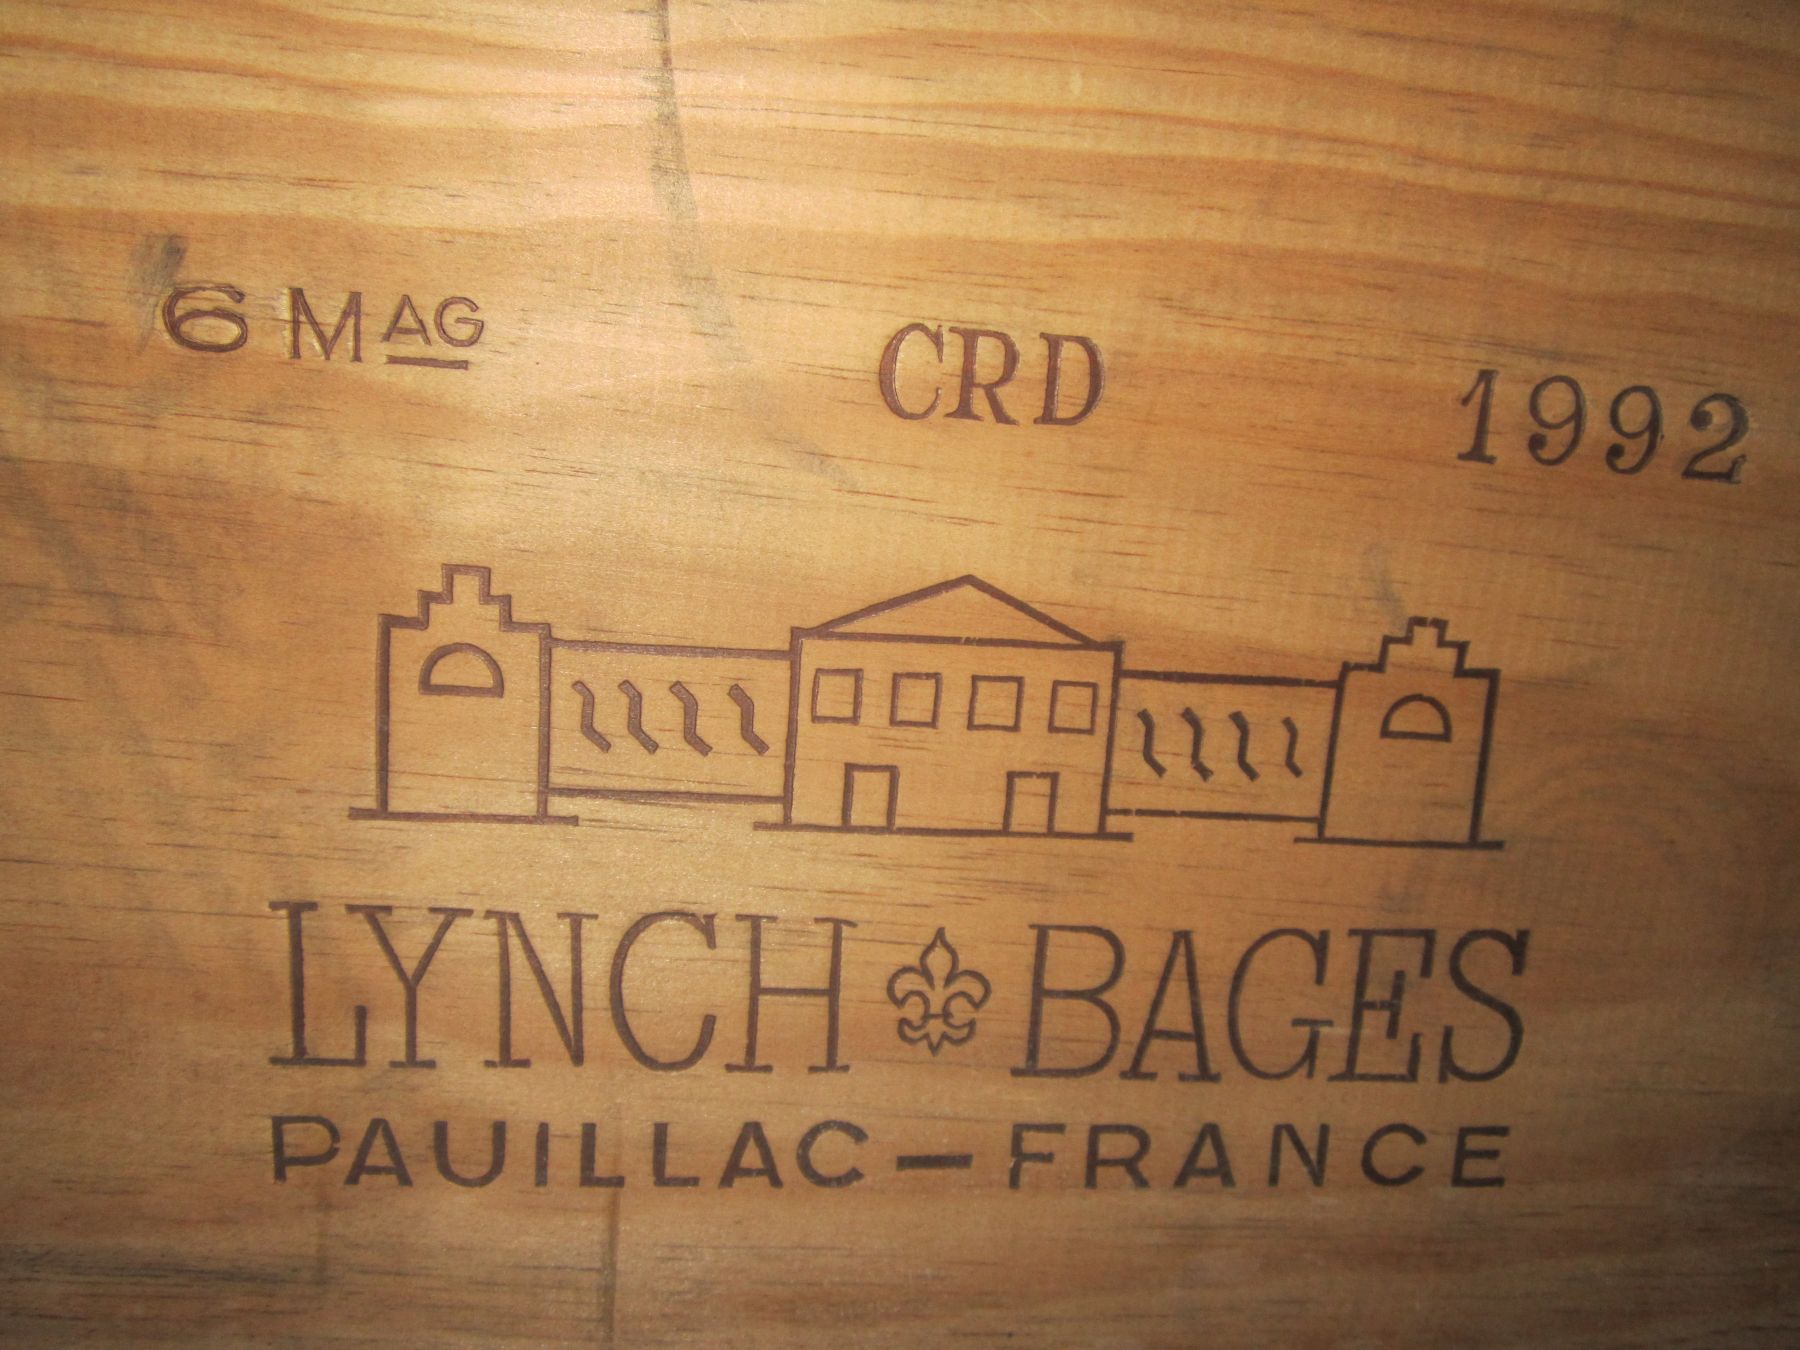 6 MAG CRD 1992
LYNCH BAGES
PAUILLAC — FRANCE